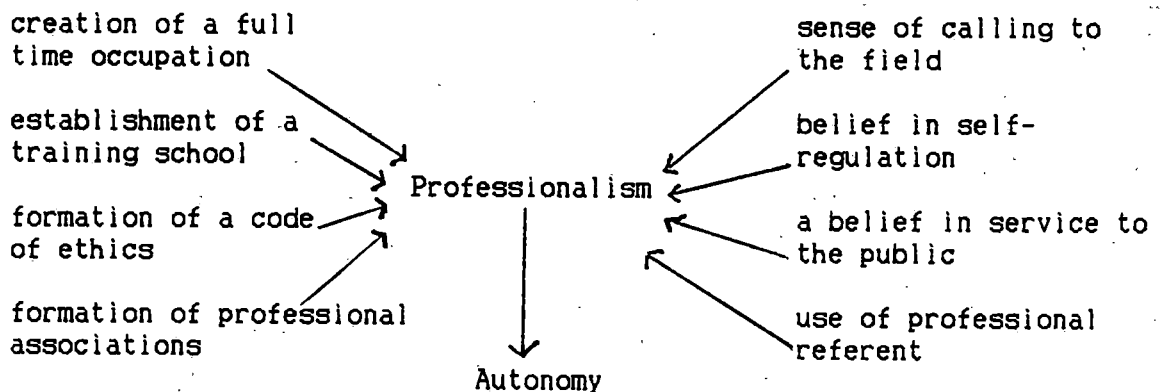 creation of a full
time occupation
establishment of a
training school
formation of a code
of ethics
formation of professional
associations
Professionalism
Autonomy
sense of calling to
the field
belief in self-
regulation
a belief in service to
the public
use of professional
referent